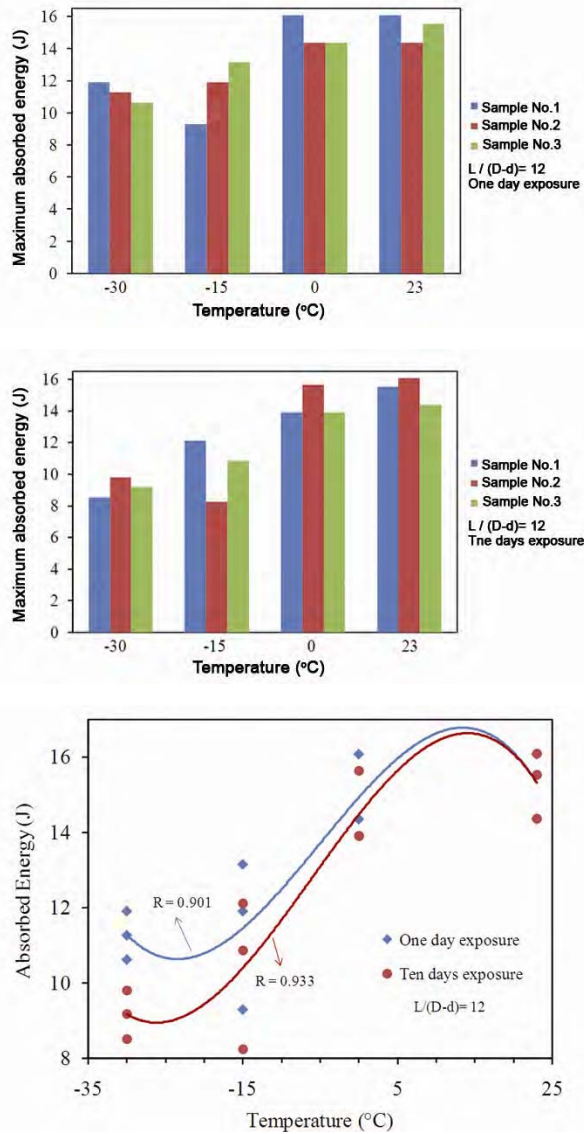 Maximum absorbed energy (J)
16
14
12
10
8
6
4
2
0
-30
-15
0
23
Temperature (°C)
Sample No.1
Sample No.2
Sample No.3
L / (D-d)= 12
One day exposure
Maximum absorbed energy (J)
16
14
12
10
8
6
4
2
0
-30
-15
0
23
Temperature (°C)
Sample No.1
Sample No.2
Sample No.3
L / (D-d)= 12
Tne days exposure
Absorbed Energy (J)
16
14
12
10
8
R = 0.901
R = 0.933
One day exposure
Ten days exposure
L/(D-d)= 12
-35
-15
5
25
Temperature (°C)